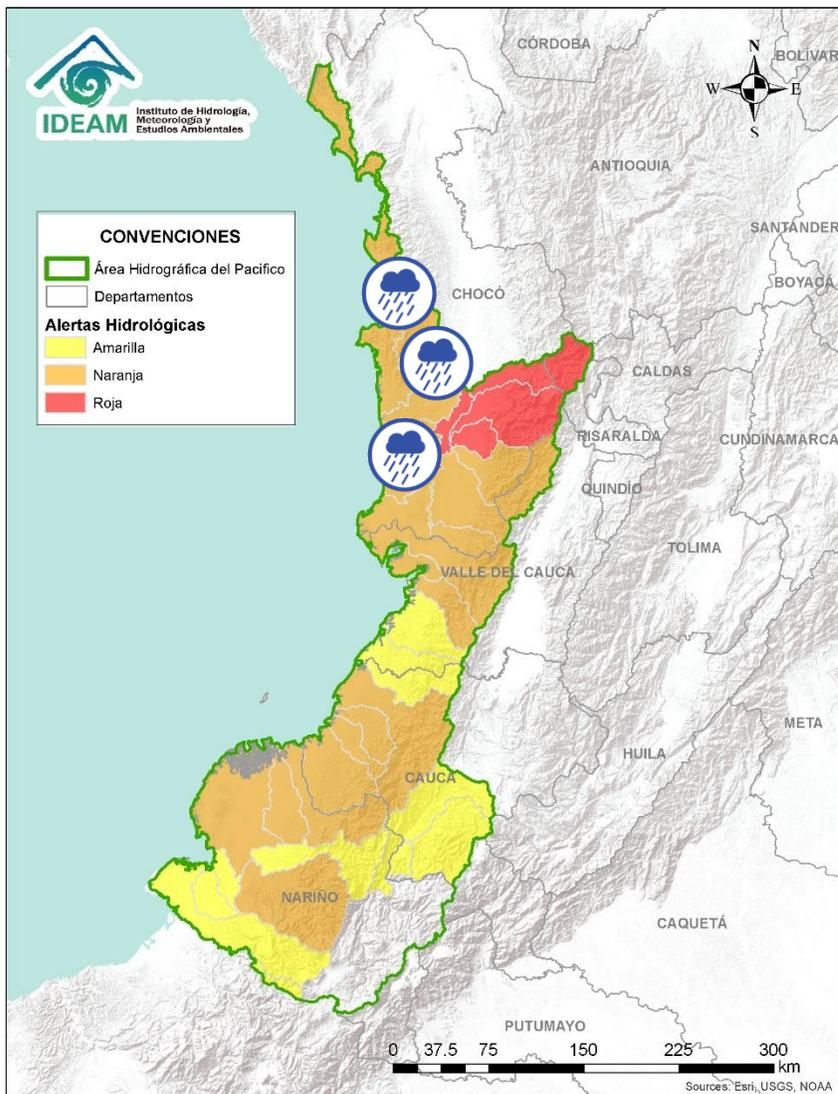 IDEAM
Instituto de Hidrología,
Meteorología y
Estudios Ambientales
CÓRDOBA
BOLÍVAR
N
W
E
S
ANTIOQUIA
SANTANDER
BOYACÁ
CONVENCIONES
Área Hidrográfica del Pacifico
Departamentos
Alertas Hidrológicas
Amarilla
Naranja
Roja
CHOCÓ
CALDAS
RISARALDA
CUNDINAMARCA
QUINDÍO
TOLIMA
VALLE DEL CAUCA
META
HUILA
CAUCA
NARIÑO
CAQUETÁ
PUTUMAYO
0 37.5 75 150 225 300
km
Sources: Esri, USGS, NOAA